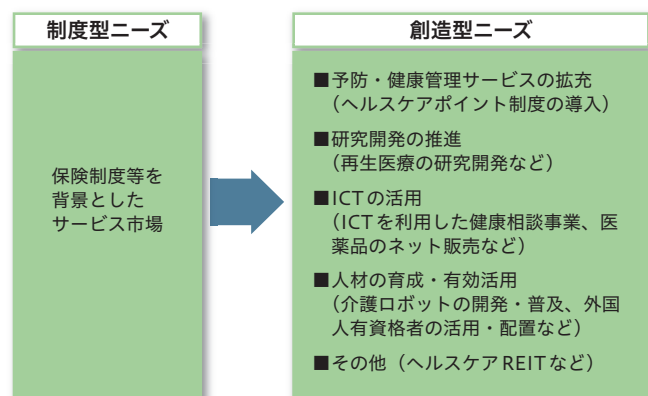 制度型ニーズ
保険制度等を
背景とした
サービス市場
創造型ニーズ
■予防・健康管理サービスの拡充
（ヘルスケアポイント制度の導入）
■研究開発の推進
（再生医療の研究開発など）
■ICTの活用
（ICTを利用した健康相談事業、医
薬品のネット販売など）
■人材の育成・有効活用
（介護ロボットの開発・普及、外国
人有資格者の活用・配置など）
■その他（ヘルスケアREITなど）